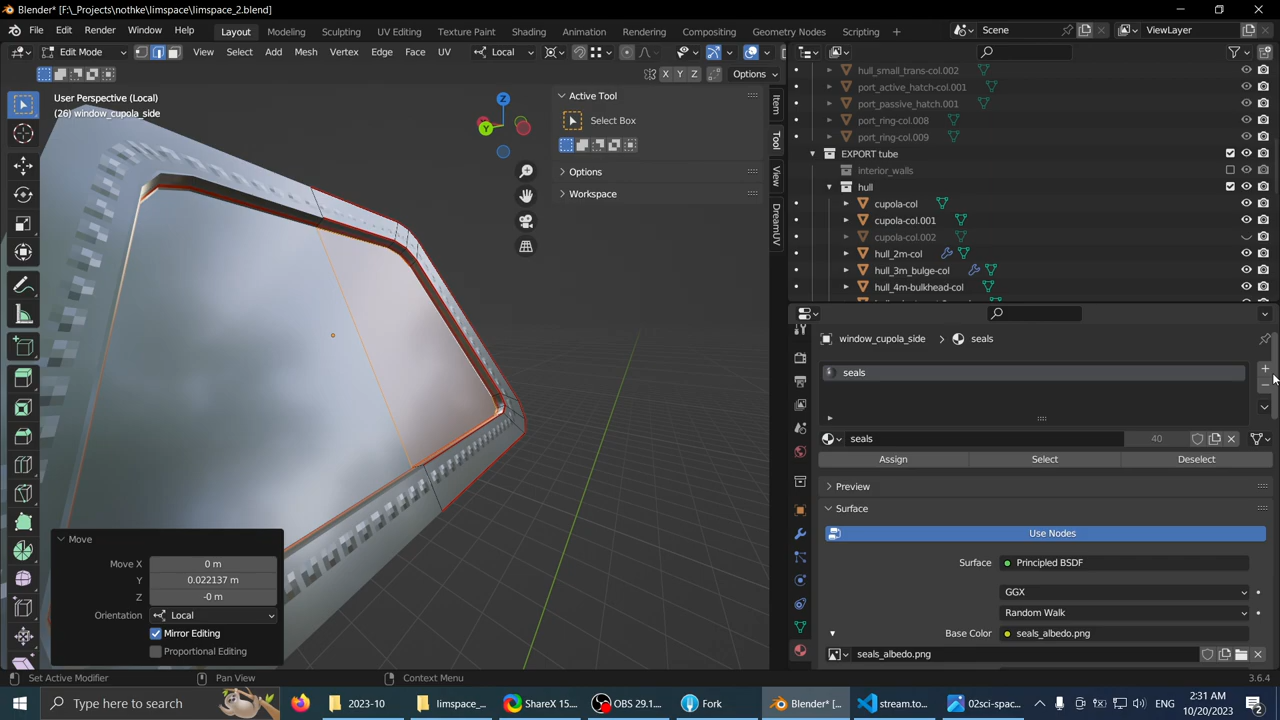 Blender* [F:\_Projects\nothke\limspace\limspace_2.blend]
File Edit Render Window Help Layout Modeling Sculpting UV Editing Texture Paint Shading Animation Rendering Compositing Geometry Nodes Scripting + Scene ViewLayer
Edit Mode View Select Add Mesh Vertex Edge Face UV Local
X Y Z Options
User Perspective (Local)
(26) window_cupola_side
Z
Y
Active Tool
Select Box
Options
Workspace
Item
Tool
View
DreamUV
hull_small_trans-col.002
port_active_hatch-col.001
port_passive_hatch.001
port_ring-col.008
port_ring-col.009
EXPORT tube
interior_walls
hull
cupola-col
cupola-col.001
cupola-col.002
hull_2m-col
hull_3m_bulge-col
hull_4m-bulkhead-col
window_cupola_side > seals
seals
seals 40
Assign Select Deselect
Preview
Surface
Use Nodes
Surface Principled BSDF
GGX
Random Walk
Base Color seals_albedo.png
seals_albedo.png
Move
Move X 0 m
Y 0.022137 m
Z -0 m
Orientation Local
Mirror Editing
Proportional Editing
Set Active Modifier Pan View Context Menu 3.6.4
Type here to search 2023-10 limspace_... ShareX 15.... OBS 29.1.... Fork Blender* [... stream.to... 02sci-spac... ENG 2:31 AM
10/20/2023 2